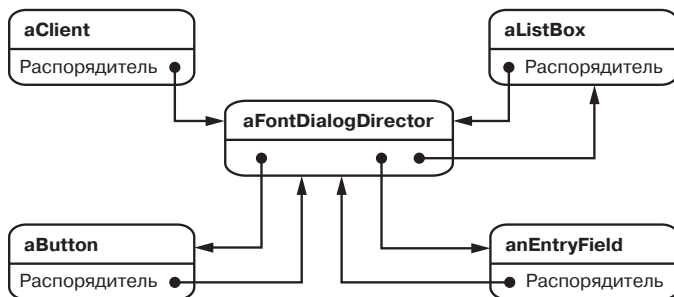 aClient
Распорядитель
aListBox
Распорядитель
aFontDialogDirector
aButton
Распорядитель
anEntryField
Распорядитель